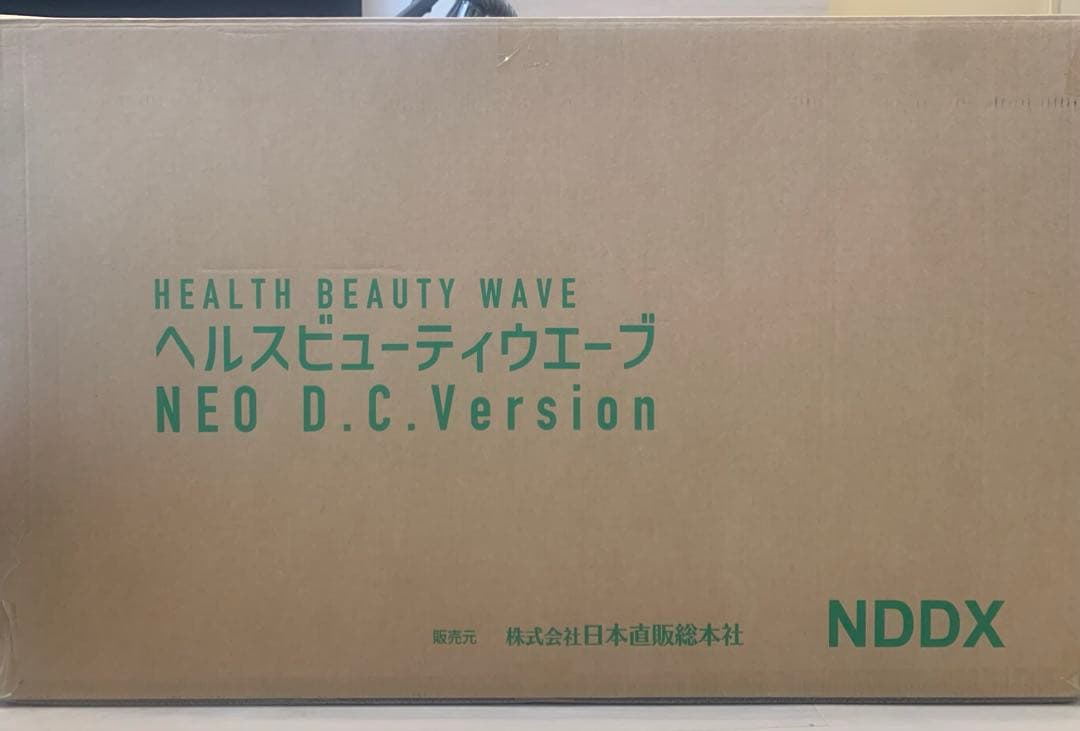 HEALTH BEAUTY WAVE
ヘルスビューティウエーブ
NEO D.C.Version
販売元 株式会社日本直販総本社
NDDX